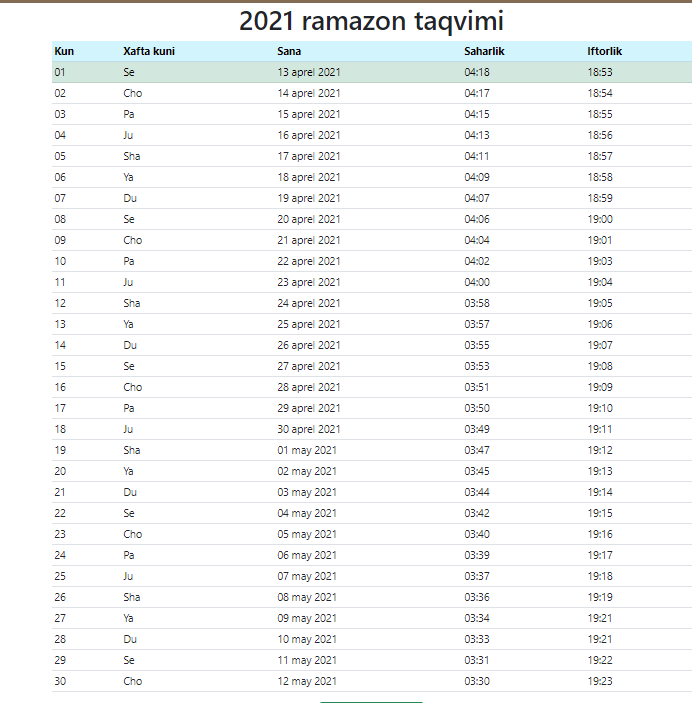 2021 ramazon taqvimi
Kun Xafta kuni Sana Saharlik Iftorlik
01 Se 13 aprel 2021 04:18 18:53
02 Cho 14 aprel 2021 04:17 18:54
03 Pa 15 aprel 2021 04:15 18:55
04 Ju 16 aprel 2021 04:13 18:56
05 Sha 17 aprel 2021 04:11 18:57
06 Ya 18 aprel 2021 04:09 18:58
07 Du 19 aprel 2021 04:07 18:59
08 Se 20 aprel 2021 04:06 19:00
09 Cho 21 aprel 2021 04:04 19:01
10 Pa 22 aprel 2021 04:02 19:03
11 Ju 23 aprel 2021 04:00 19:04
12 Sha 24 aprel 2021 03:58 19:05
13 Ya 25 aprel 2021 03:57 19:06
14 Du 26 aprel 2021 03:55 19:07
15 Se 27 aprel 2021 03:53 19:08
16 Cho 28 aprel 2021 03:51 19:09
17 Pa 29 aprel 2021 03:50 19:10
18 Ju 30 aprel 2021 03:49 19:11
19 Sha 01 may 2021 03:47 19:12
20 Ya 02 may 2021 03:45 19:13
21 Du 03 may 2021 03:44 19:14
22 Se 04 may 2021 03:42 19:15
23 Cho 05 may 2021 03:40 19:16
24 Pa 06 may 2021 03:39 19:17
25 Ju 07 may 2021 03:37 19:18
26 Sha 08 may 2021 03:36 19:19
27 Ya 09 may 2021 03:34 19:21
28 Du 10 may 2021 03:33 19:21
29 Se 11 may 2021 03:31 19:22
30 Cho 12 may 2021 03:30 19:23